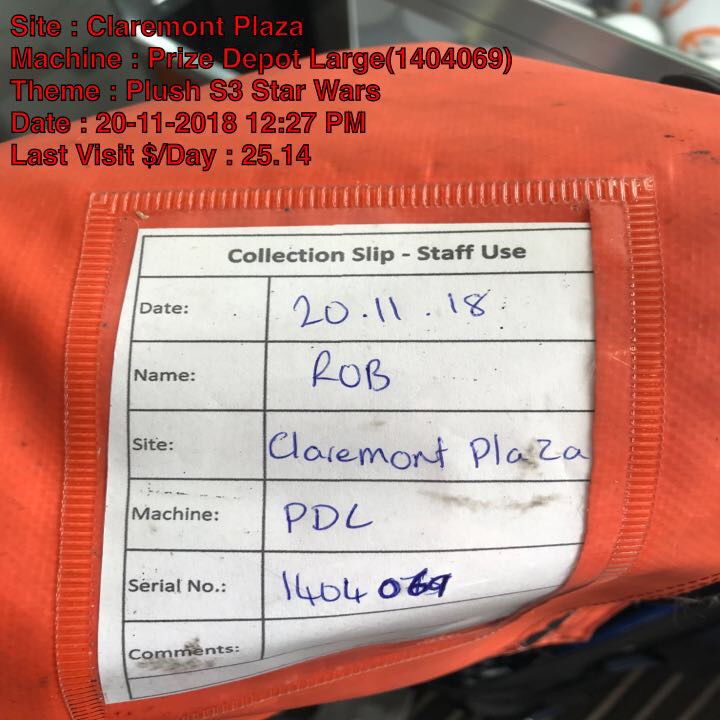 Site : Claremont Plaza
Machine : Prize Depot Large(1404069)
Theme : Plush S3 Star Wars
Date : 20-11-2018 12:27 PM
Last Visit $/Day : 25.14
Collection Slip - Staff Use
Date: 20.11.18
Name: ROB
Site: Claremont Plaza
Machine: PDL
Serial No.: 1404069
Comments: